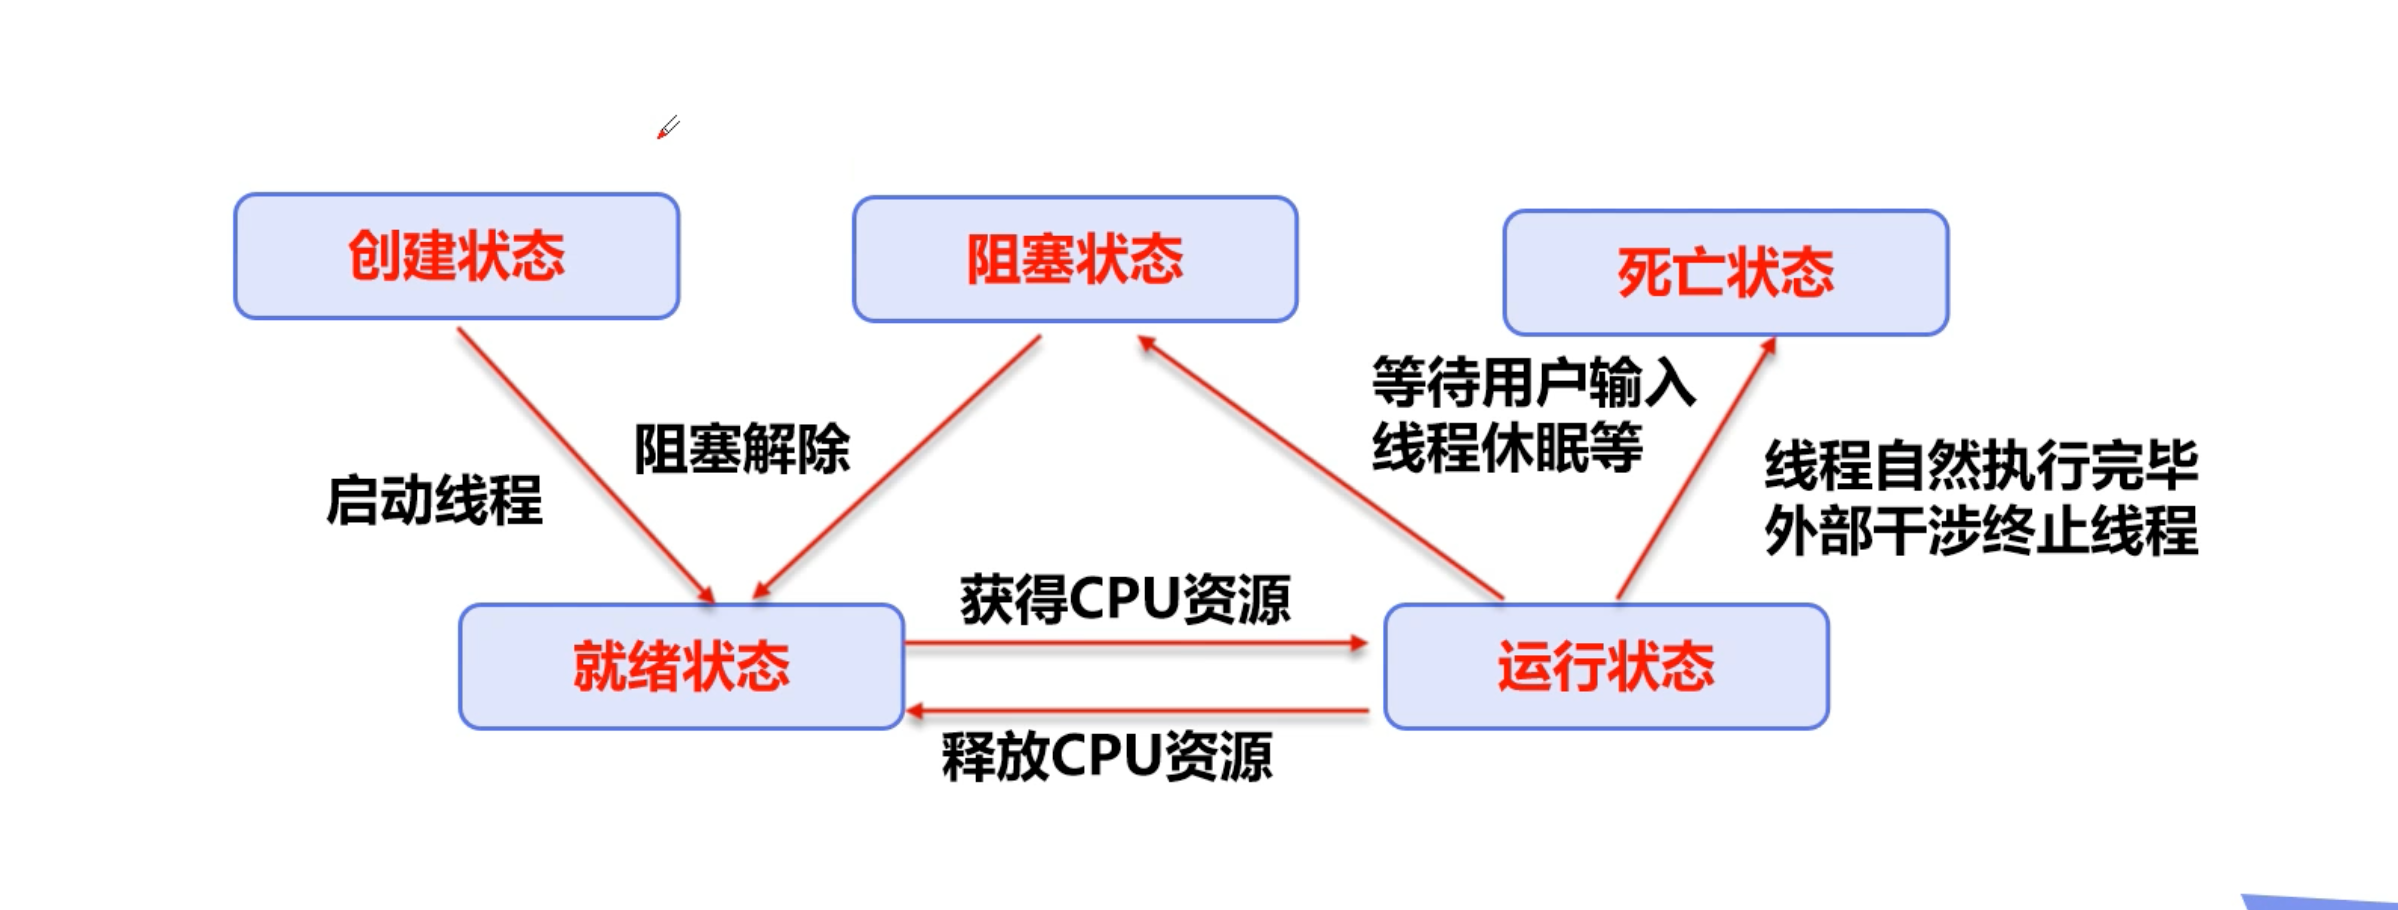 创建状态
阻塞状态
死亡状态
等待用户输入
线程休眠等
阻塞解除
启动线程
线程自然执行完毕
外部干涉终止线程
获得CPU资源
就绪状态
运行状态
释放CPU资源